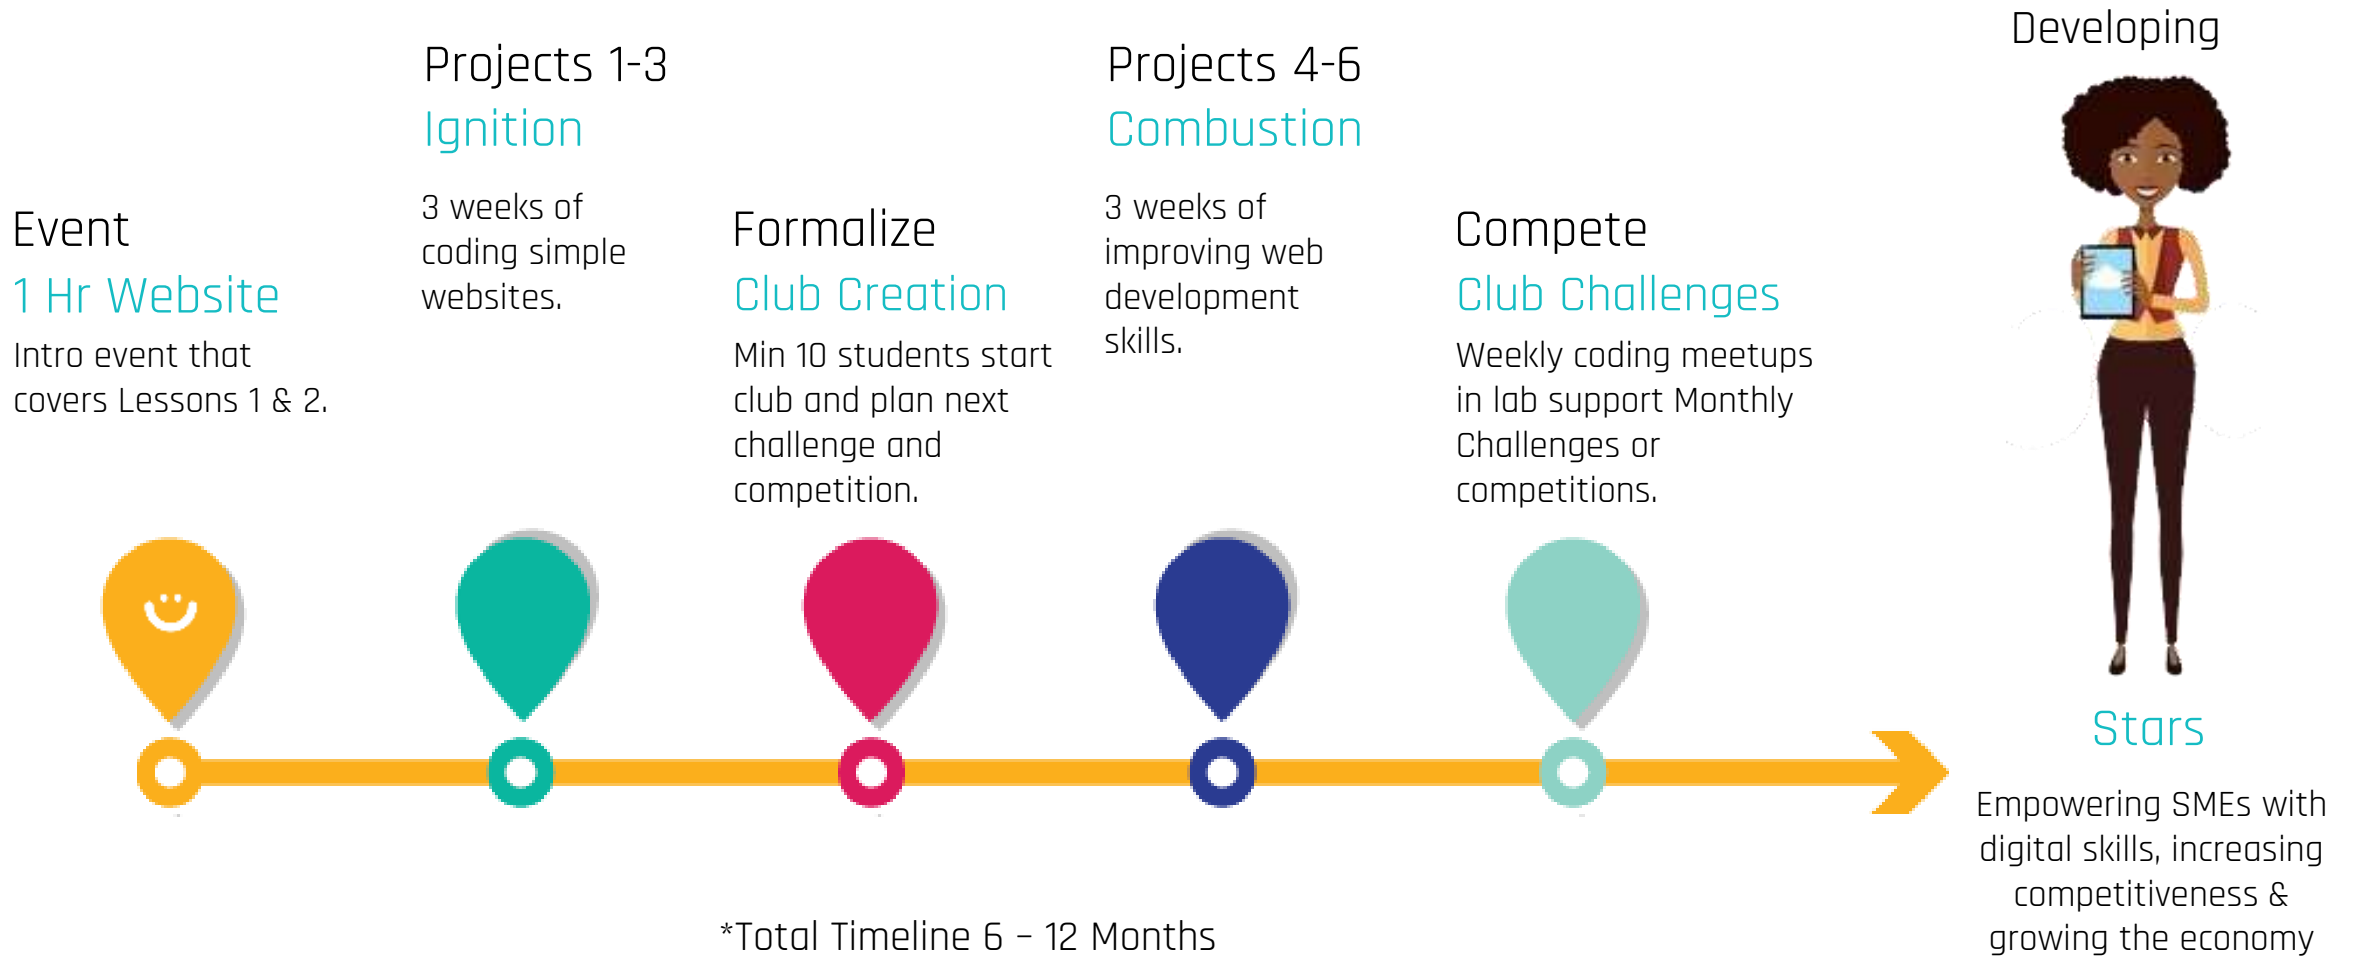 Event
1 Hr Website
Intro event that
covers Lessons 1 & 2.
Projects 1-3
Ignition
3 weeks of
coding simple
websites.
Formalize
Club Creation
Min 10 students start
club and plan next
challenge and
competition.
Projects 4-6
Combustion
3 weeks of
improving web
development
skills.
Compete
Club Challenges
Weekly coding meetups
in lab support Monthly
Challenges or
competitions.
Developing
Stars
Empowering SMEs with
digital skills, increasing
competitiveness &
growing the economy
*Total Timeline 6 – 12 Months